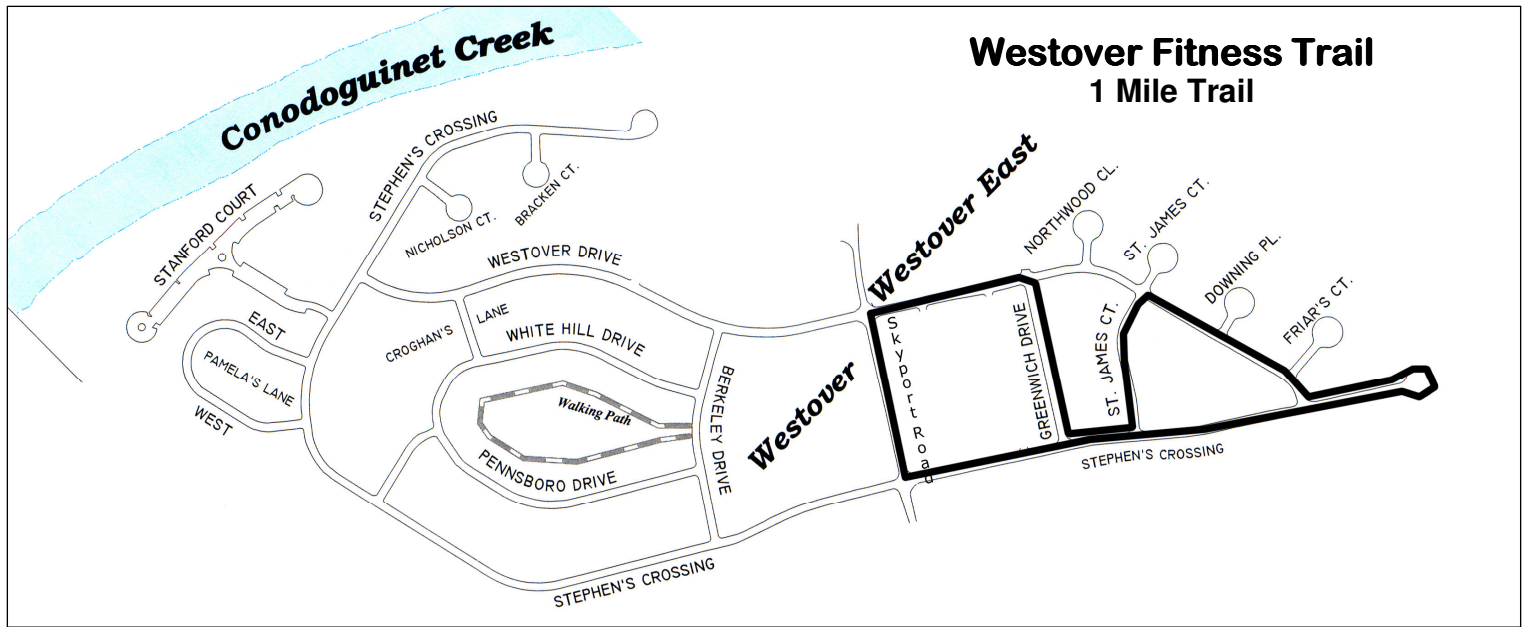 Westover Fitness Trail
1 Mile Trail
Conodoguinet Creek
STEPHEN'S CROSSING
BRACKEN CT.
NICHOLSON CT.
STANFORD COURT
WESTOVER DRIVE
Westover East
NORTHWOOD CL.
ST. JAMES CT.
DOWNING PL.
FRIAR'S CT.
EAST
PAMELA'S LANE
WEST
CROGHAN'S
LANE
WHITE HILL DRIVE
Walking Path
PENNSBORO DRIVE
BERKELEY DRIVE
Westover
Skyport Road
GREENWICH DRIVE
ST. JAMES CT.
STEPHEN'S CROSSING
STEPHEN'S CROSSING